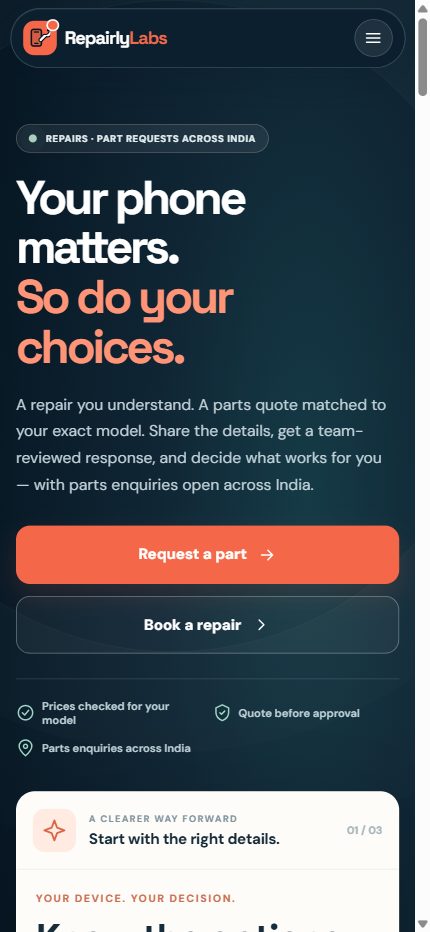 RepairlyLabs
REPAIRS · PART REQUESTS ACROSS INDIA
Your phone
matters.
So do your
choices.
A repair you understand. A parts quote matched to
your exact model. Share the details, get a team-
reviewed response, and decide what works for you
— with parts enquiries open across India.
Request a part →
Book a repair
Prices checked for your
model
Quote before approval
Parts enquiries across India
A CLEARER WAY FORWARD
Start with the right details.
01 / 03
YOUR DEVICE. YOUR DECISION.